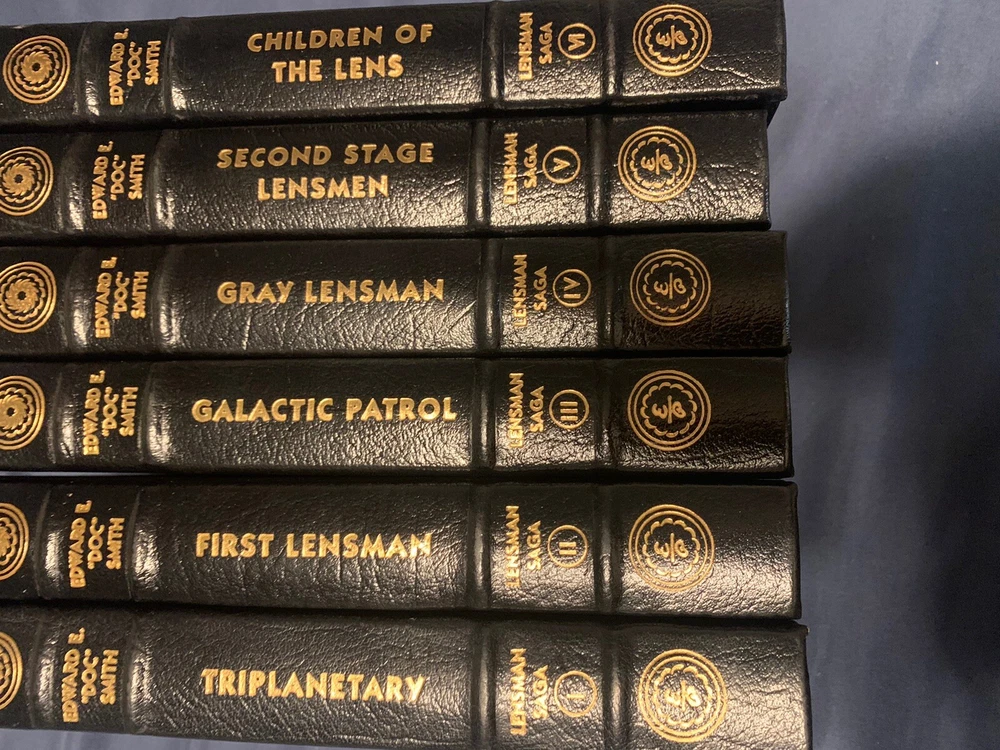 EDWARD E.
"DOC"
SMITH
CHILDREN OF
THE LENS
LENSMAN
SAGA
VI
EDWARD E.
"DOC"
SMITH
SECOND STAGE
LENSMEN
LENSMAN
SAGA
V
EDWARD E.
"DOC"
SMITH
GRAY LENSMAN
LENSMAN
SAGA
IV
EDWARD E.
"DOC"
SMITH
GALACTIC PATROL
LENSMAN
SAGA
III
EDWARD E.
"DOC"
SMITH
FIRST LENSMAN
LENSMAN
SAGA
II
EDWARD E.
"DOC"
SMITH
TRIPLANETARY
LENSMAN
SAGA
I